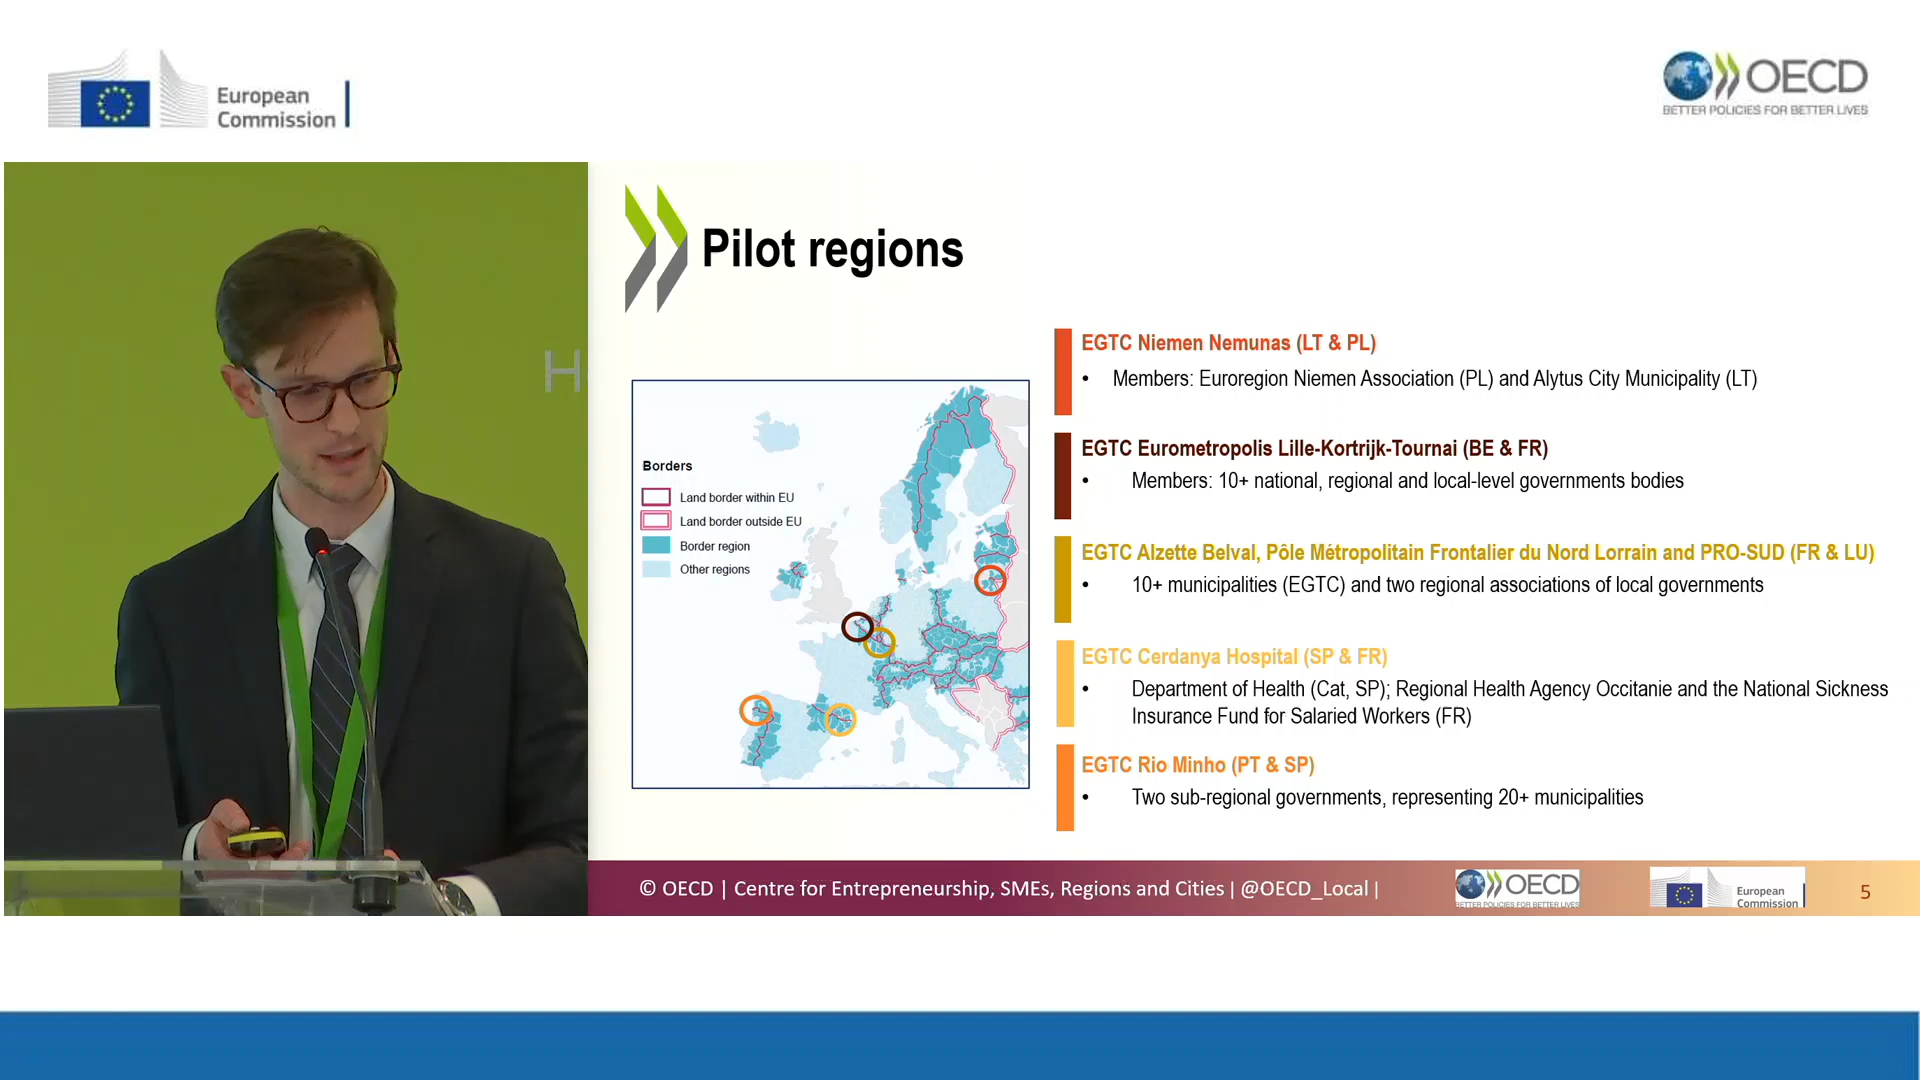 European
Commission
OECD
BETTER POLICIES FOR BETTER LIVES
H
Pilot regions
Borders
Land border within EU
Land border outside EU
Border region
Other regions
EGTC Niemen Nemunas (LT & PL)
• Members: Euroregion Niemen Association (PL) and Alytus City Municipality (LT)
EGTC Eurometropolis Lille-Kortrijk-Tournai (BE & FR)
• Members: 10+ national, regional and local-level governments bodies
EGTC Alzette Belval, Pôle Métropolitain Frontalier du Nord Lorrain and PRO-SUD (FR & LU)
• 10+ municipalities (EGTC) and two regional associations of local governments
EGTC Cerdanya Hospital (SP & FR)
• Department of Health (Cat, SP); Regional Health Agency Occitanie and the National Sickness
Insurance Fund for Salaried Workers (FR)
EGTC Rio Minho (PT & SP)
• Two sub-regional governments, representing 20+ municipalities
© OECD | Centre for Entrepreneurship, SMEs, Regions and Cities | @OECD_Local |
OECD
BETTER POLICIES FOR BETTER LIVES
European
Commission
5